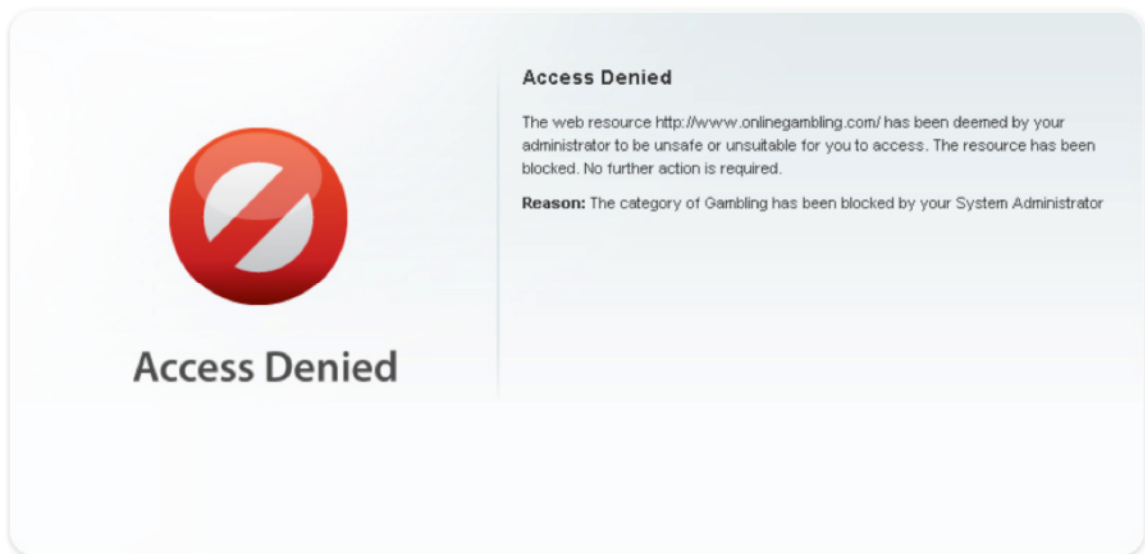 Access Denied
Access Denied
The web resource http://www.onlinegambling.com/ has been deemed by your
administrator to be unsafe or unsuitable for you to access. The resource has been
blocked. No further action is required.
Reason: The category of Gambling has been blocked by your System Administrator